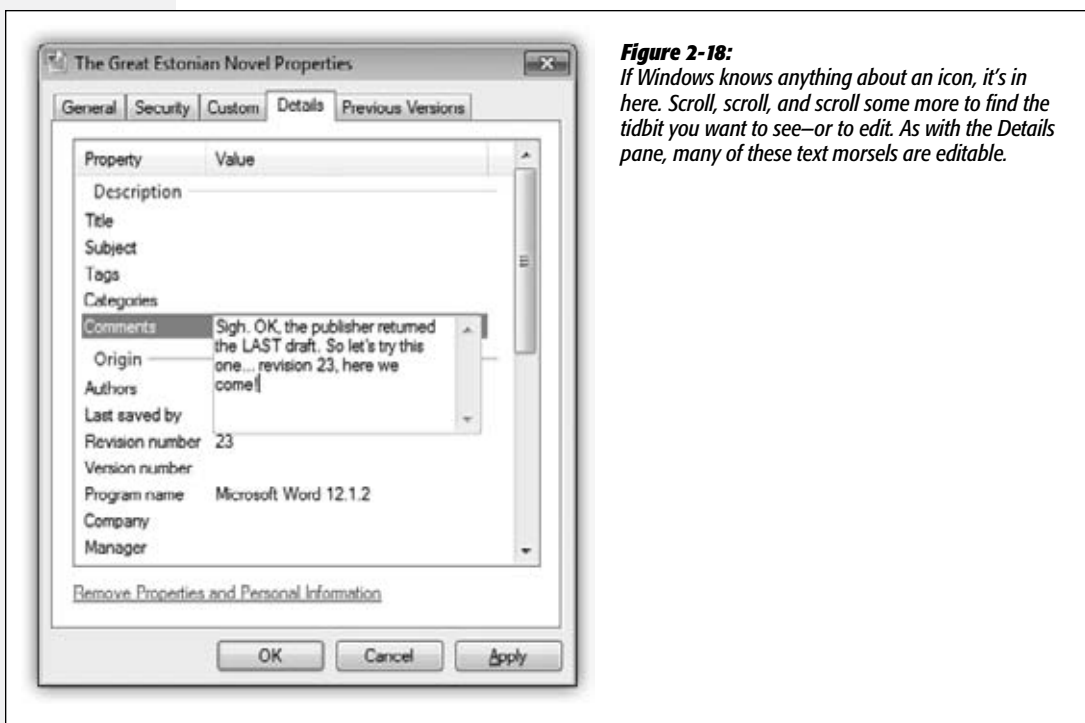 The Great Estonian Novel Properties
General Security Custom Details Previous Versions
Property Value
Description
Title
Subject
Tags
Categories
Comments Sigh. OK, the publisher returned
the LAST draft. So let's try this
one... revision 23, here we
come!
Origin
Authors
Last saved by
Revision number 23
Version number
Program name Microsoft Word 12.1.2
Company
Manager
Remove Properties and Personal Information
OK Cancel Apply
Figure 2-18:
If Windows knows anything about an icon, it's in
here. Scroll, scroll, and scroll some more to find the
tidbit you want to see—or to edit. As with the Details
pane, many of these text morsels are editable.